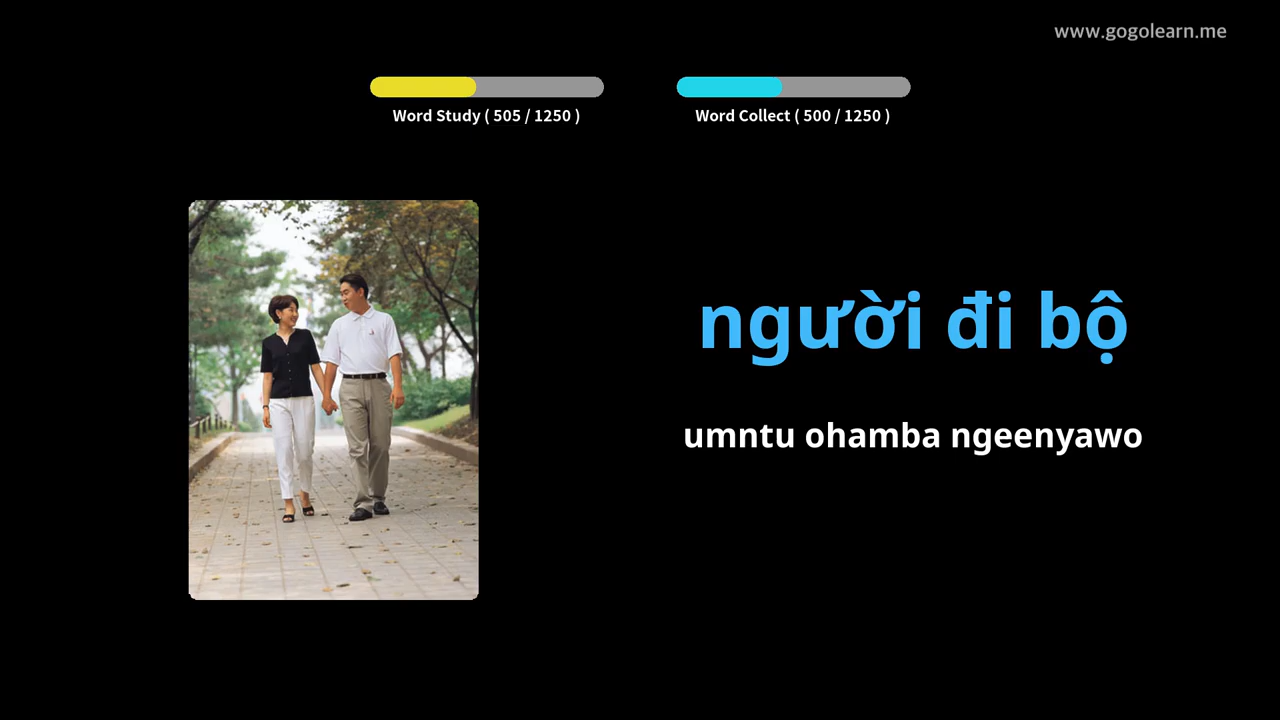 www.gogolearn.me
Word Study ( 505 / 1250 )
Word Collect ( 500 / 1250 )
người đi bộ
umntu ohamba ngeenyawo